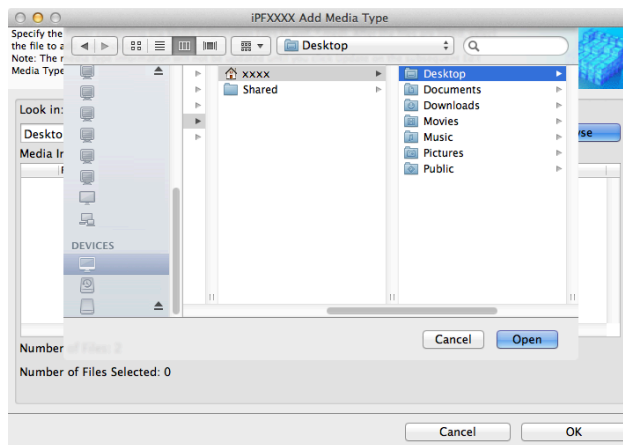 iPFXXXX Add Media Type
Specify the
the file to a
Note: The
Media Type
Desktop
xxxx
Shared
Desktop
Documents
Downloads
Movies
Music
Pictures
Public
Look in:
Deskto
Media In
DEVICES
Cancel
Open
Number of Files: 2
Number of Files Selected: 0
Cancel
OK